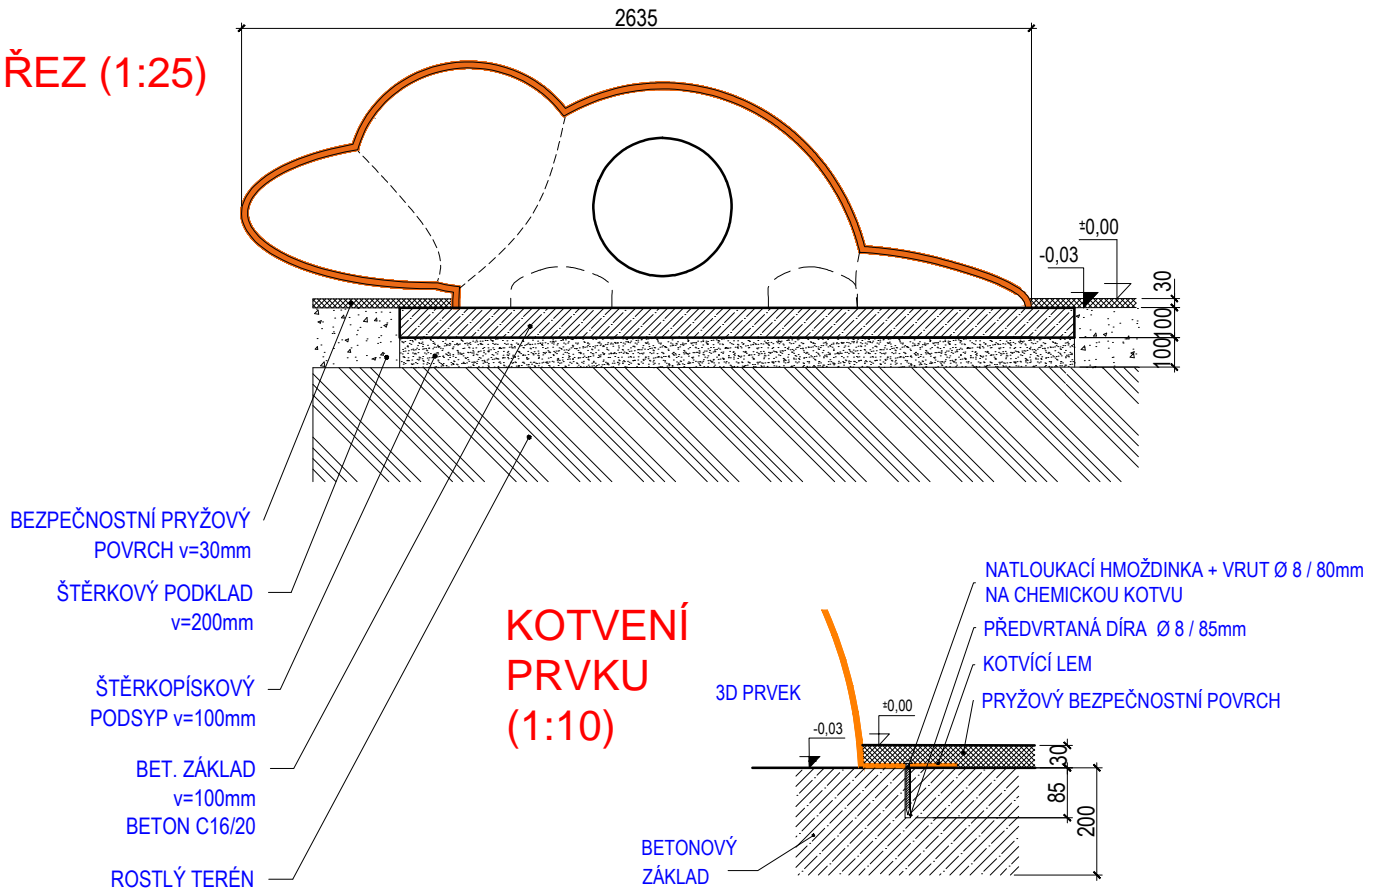 2635
ŘEZ (1:25)
±0,00
-0,03
30
100
100
BEZPEČNOSTNÍ PRYŽOVÝ
POVRCH v=30mm
ŠTĚRKOVÝ PODKLAD
v=200mm
ŠTĚRKOPÍSKOVÝ
PODSYP v=100mm
BET. ZÁKLAD
v=100mm
BETON C16/20
ROSTLÝ TERÉN
KOTVENÍ
PRVKU
(1:10)
NATLOUKACÍ HMOŽDINKA + VRUT Ø 8 / 80mm
NA CHEMICKOU KOTVU
PŘEDVRTANÁ DÍRA Ø 8 / 85mm
KOTVÍCÍ LEM
PRYŽOVÝ BEZPEČNOSTNÍ POVRCH
3D PRVEK
±0,00
-0,03
30
85
200
BETONOVÝ
ZÁKLAD